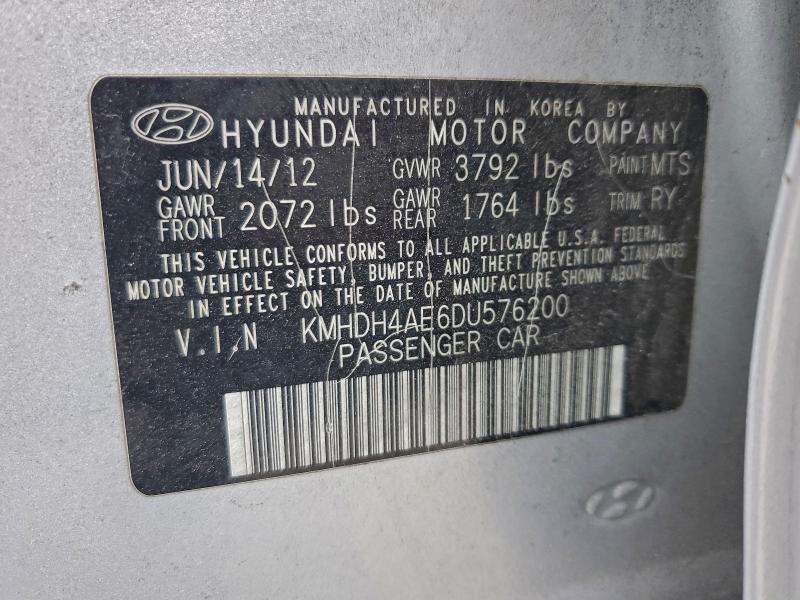 MANUFACTURED IN KOREA BY
HYUNDAI MOTOR COMPANY
JUN/14/12 GVWR 3792 lbs PAINT MTS
GAWR FRONT 2072 lbs GAWR REAR 1764 lbs TRIM RY
THIS VEHICLE CONFORMS TO ALL APPLICABLE U.S.A. FEDERAL
MOTOR VEHICLE SAFETY, BUMPER, AND THEFT PREVENTION STANDARDS
IN EFFECT ON THE DATE OF MANUFACTURE SHOWN ABOVE.
V.I.N KMHDH4AE6DU576200
PASSENGER CAR